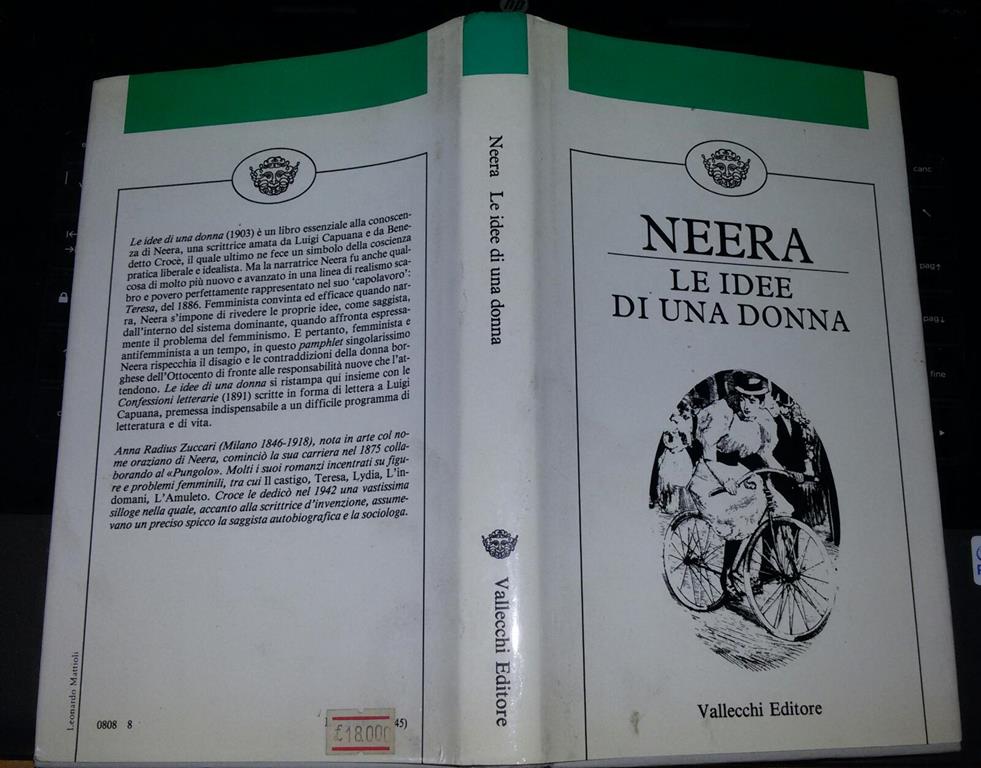 Le idee di una donna (1903) è un libro essenziale alla conoscen-
za di Neera, una scrittrice amata da Luigi Capuana e da Bene-
detto Croce, il quale ultimo ne fece un simbolo della coscienza
pratica liberale e idealista. Ma la narratrice Neera fu anche qual-
cosa di molto più nuovo e avanzato in una linea di realismo sca-
bro e povero perfettamente rappresentato nel suo 'capolavoro':
Teresa, del 1886. Femminista convinta ed efficace quando nar-
ra, Neera s'impone di rivedere le proprie idee, come saggista,
dall'interno del sistema dominante, quando affronta espressa-
mente il problema del femminismo. E pertanto, femminista e
antifemminista a un tempo, in questo pamphlet singolarissimo
Neera rispecchia il disagio e le contraddizioni della donna bor-
ghese dell'Ottocento di fronte alle responsabilità nuove che l'at-
tendono. Le idee di una donna si ristampa qui insieme con le
Confessioni letterarie (1891) scritte in forma di lettera a Luigi
Capuana, premessa indispensabile a un difficile programma di
letteratura e di vita.
Anna Radius Zuccari (Milano 1846-1918), nota in arte col no-
me oraziano di Neera, cominciò la sua carriera nel 1875 colla-
borando al «Pungolo». Molti i suoi romanzi incentrati su figu-
re e problemi femminili, tra cui Il castigo, Teresa, Lydia, L'in-
domani, L'Amuleto. Croce le dedicò nel 1942 una vastissima
silloge nella quale, accanto alla scrittrice d'invenzione, assume-
vano un preciso spicco la saggista autobiografica e la sociologa.
Leonardo Mattioli
0808 8
£18.000
45)
Neera Le idee di una donna
Vallecchi Editore
NEERA
LE IDEE
DI UNA DONNA
Vallecchi Editore
hp
canc
pag↑
pag↓
fine